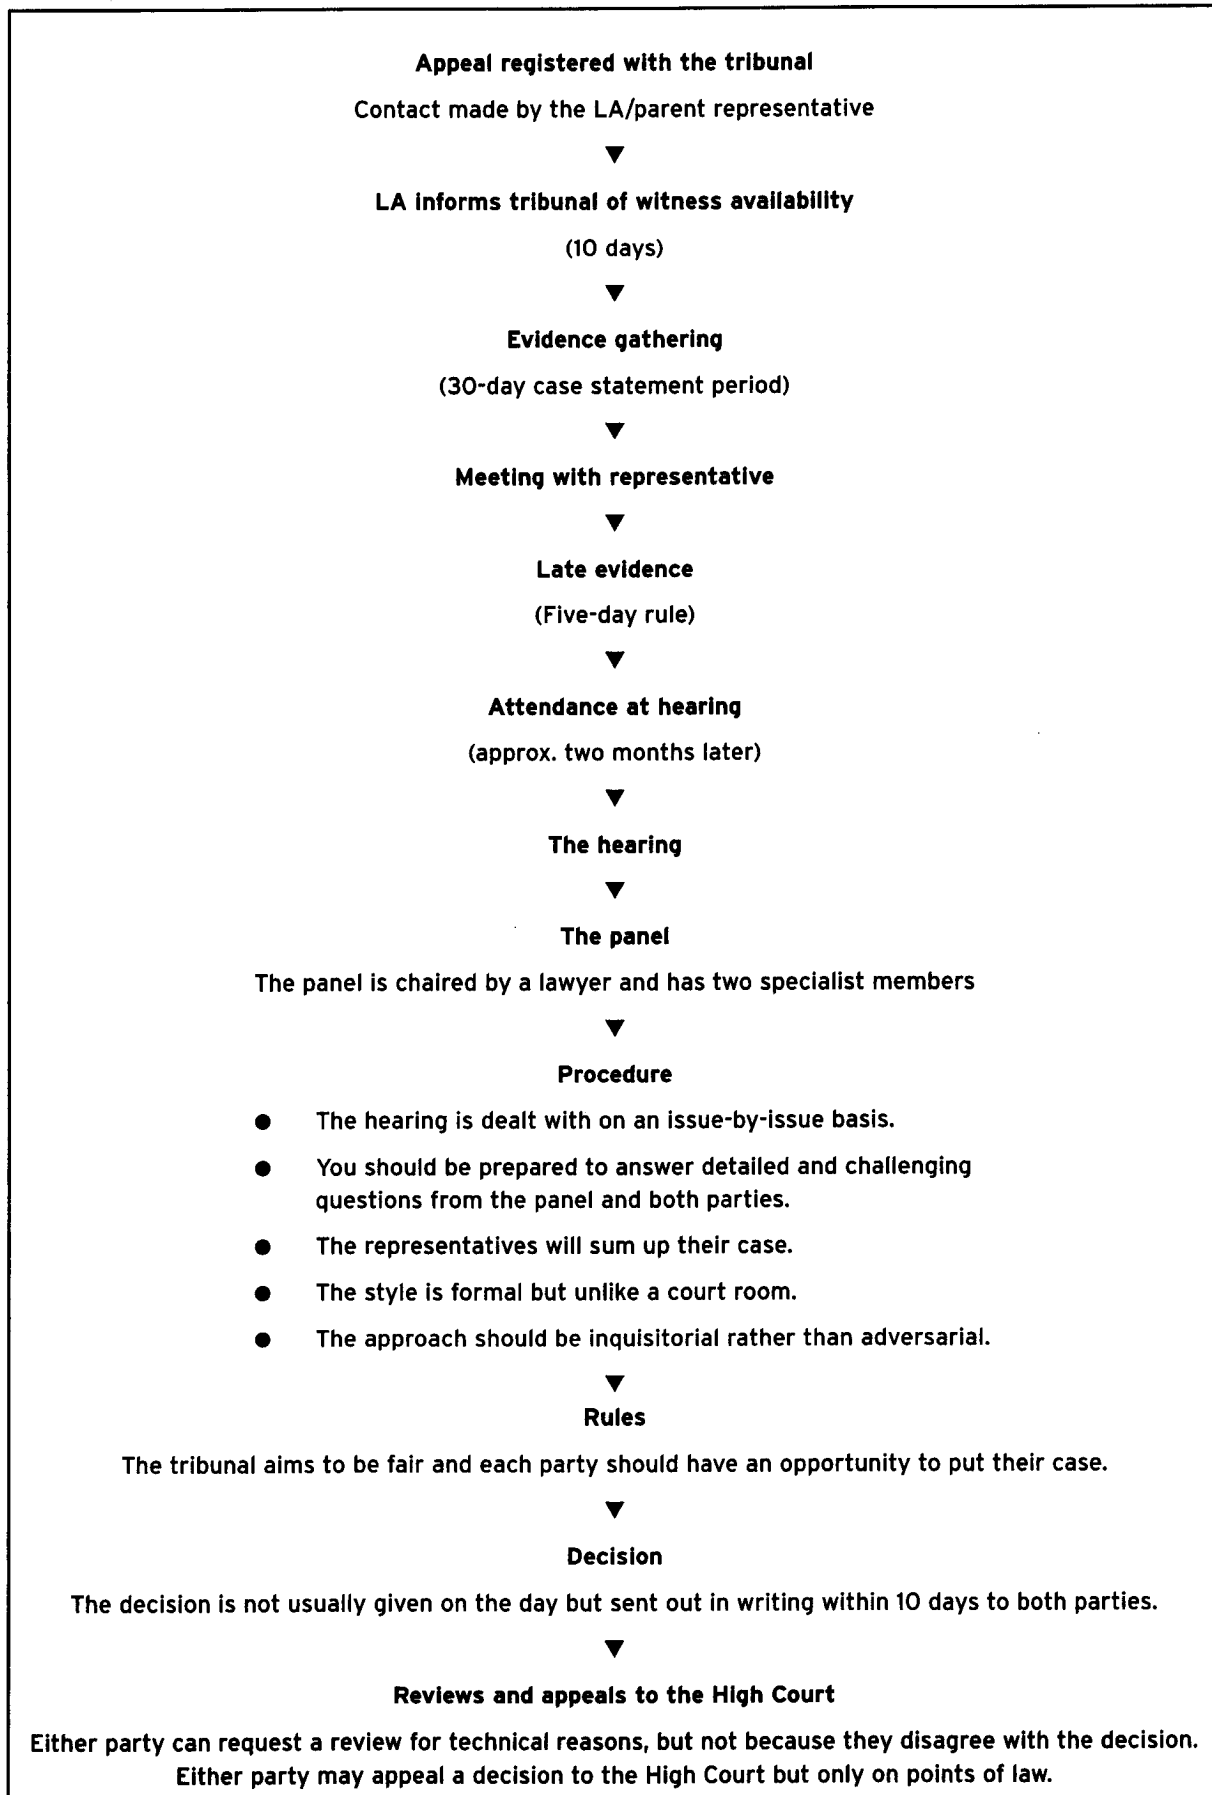 Appeal registered with the tribunal
Contact made by the LA/parent representative
▼
LA informs tribunal of witness availability
(10 days)
▼
Evidence gathering
(30-day case statement period)
▼
Meeting with representative
▼
Late evidence
(Five-day rule)
▼
Attendance at hearing
(approx. two months later)
▼
The hearing
▼
The panel
The panel is chaired by a lawyer and has two specialist members
▼
Procedure
● The hearing is dealt with on an issue-by-issue basis.
● You should be prepared to answer detailed and challenging
questions from the panel and both parties.
● The representatives will sum up their case.
● The style is formal but unlike a court room.
● The approach should be inquisitorial rather than adversarial.
▼
Rules
The tribunal aims to be fair and each party should have an opportunity to put their case.
▼
Decision
The decision is not usually given on the day but sent out in writing within 10 days to both parties.
▼
Reviews and appeals to the High Court
Either party can request a review for technical reasons, but not because they disagree with the decision.
Either party may appeal a decision to the High Court but only on points of law.